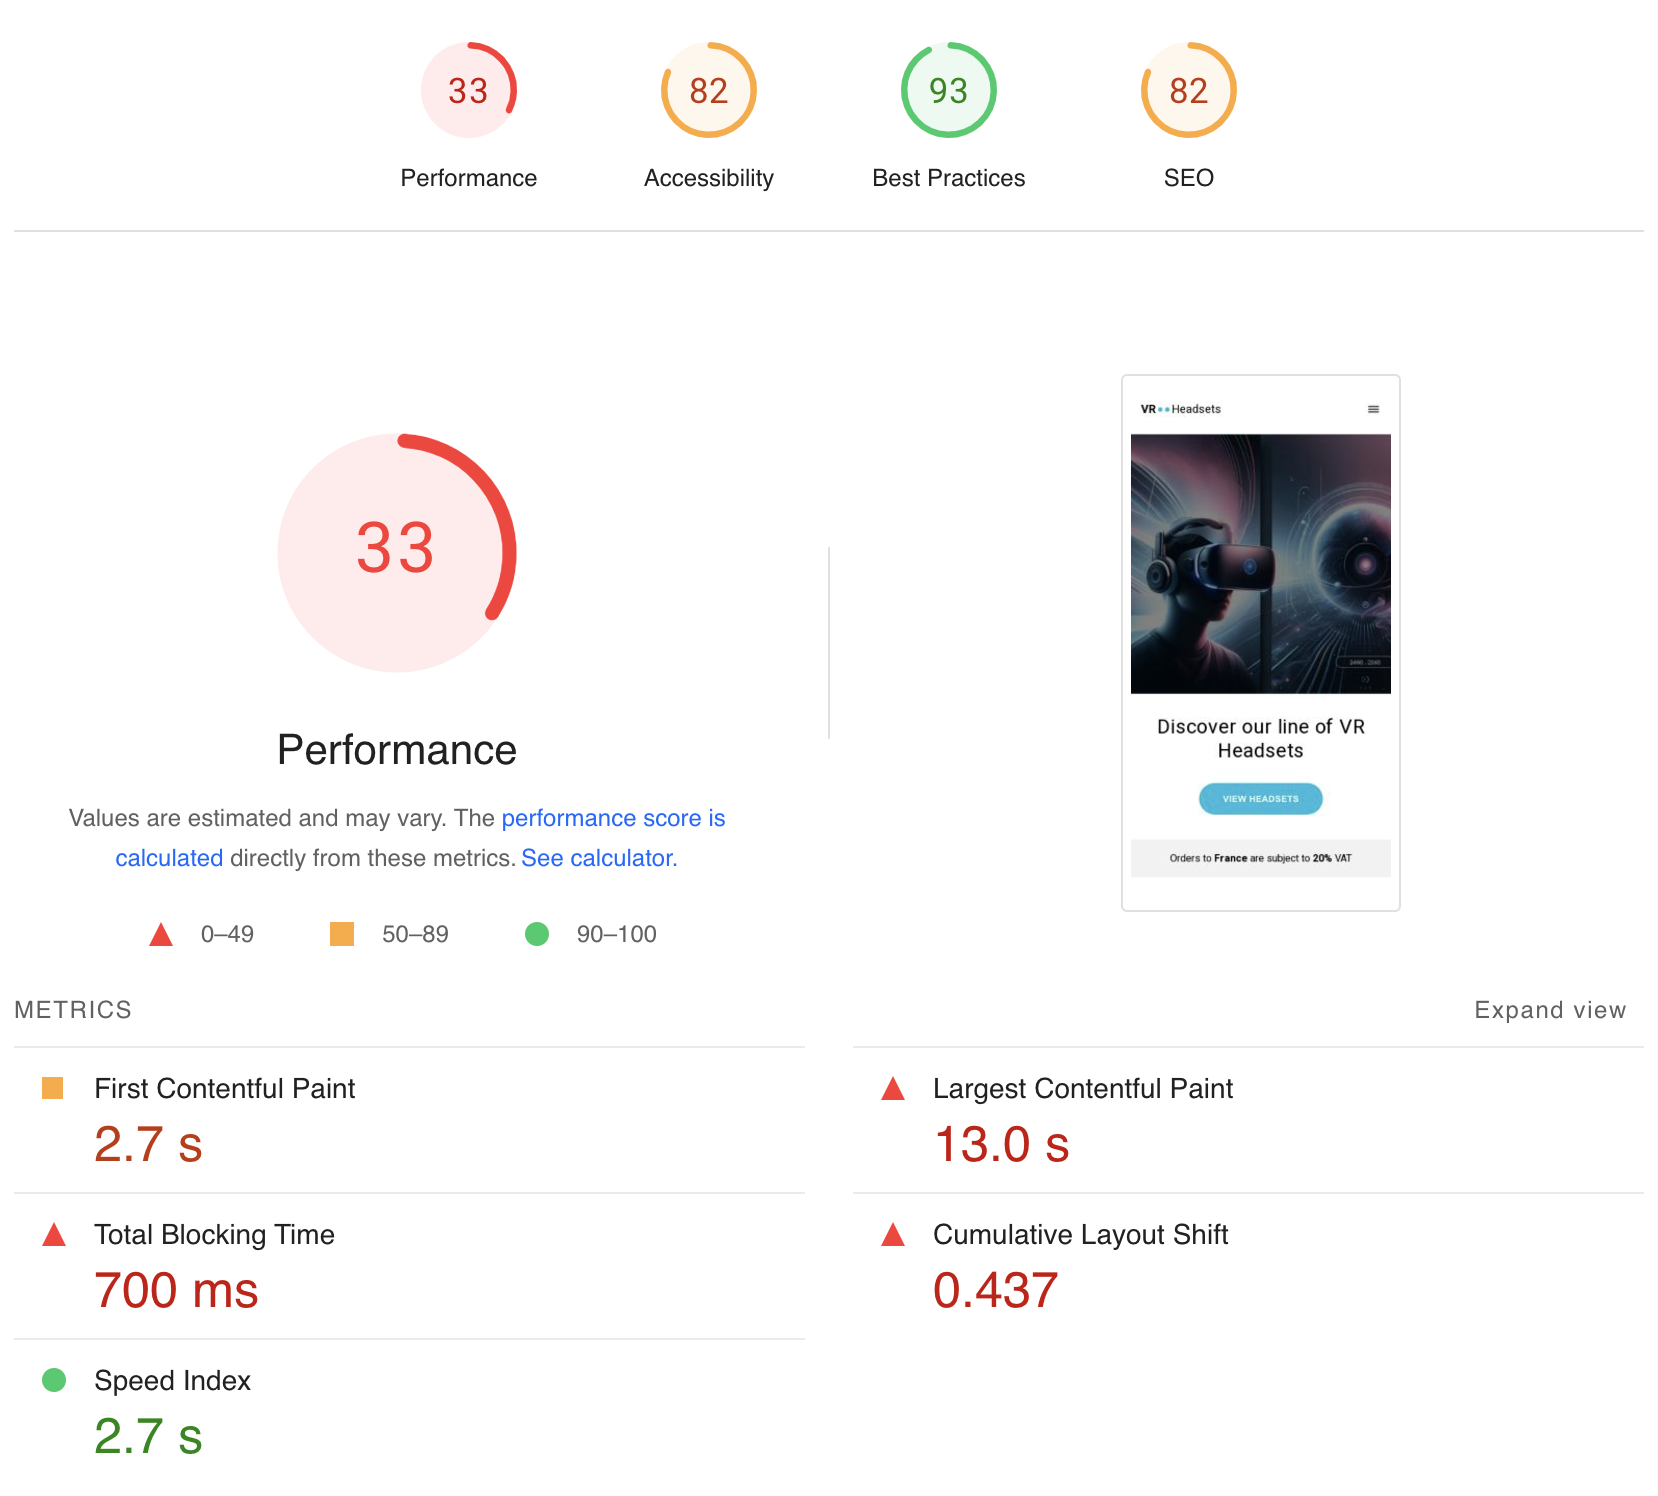 33
82
93
82
Performance
Accessibility
Best Practices
SEO
33
Performance
Values are estimated and may vary. The performance score is
calculated directly from these metrics. See calculator.
0–49
50–89
90–100
VR Headsets
Discover our line of VR
Headsets
VIEW HEADSETS
Orders to France are subject to 20% VAT
METRICS
Expand view
First Contentful Paint
2.7 s
Largest Contentful Paint
13.0 s
Total Blocking Time
700 ms
Cumulative Layout Shift
0.437
Speed Index
2.7 s